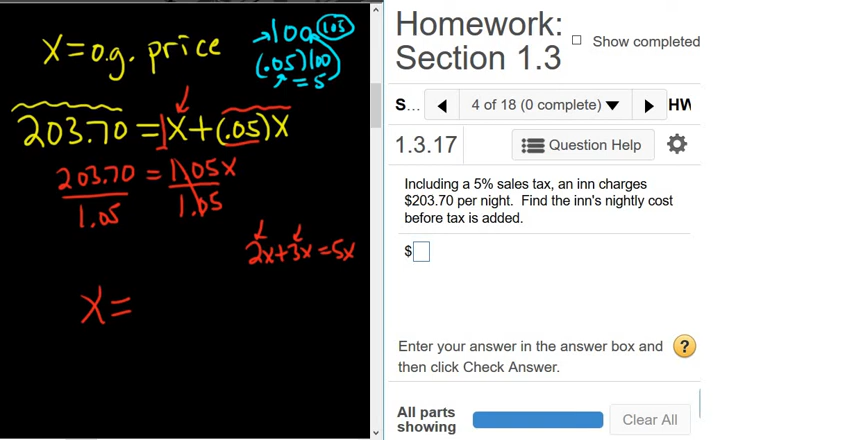 X = o.g. price
100 105
(.05)100
= 5
203.70 = 1X + (.05)X
203.70 = 1.05X
1.05 1.05
2x + 3x = 5x
X =
Homework:
Section 1.3
Show completed
S... 4 of 18 (0 complete) HW
1.3.17 Question Help
Including a 5% sales tax, an inn charges
$203.70 per night. Find the inn's nightly cost
before tax is added.
$
Enter your answer in the answer box and
then click Check Answer.
?
All parts
showing
Clear All